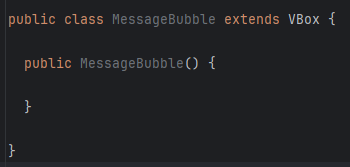 public class MessageBubble extends VBox {
public MessageBubble() {
}
}